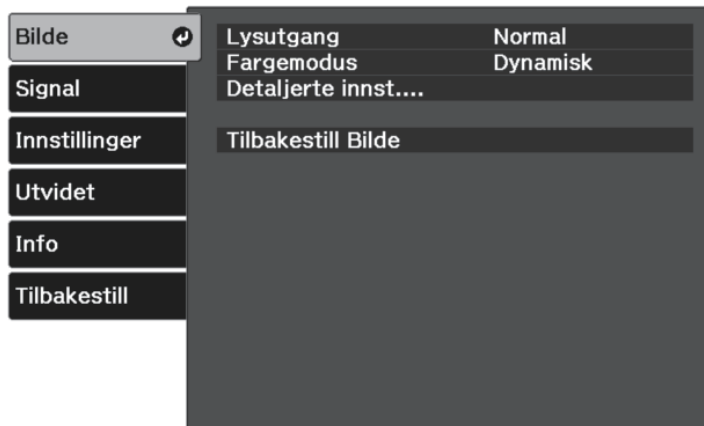 Bilde
Signal
Innstillinger
Utvidet
Info
Tilbakestill
Lysutgang Normal
Fargemodus Dynamisk
Detaljerte innst....
Tilbakestill Bilde